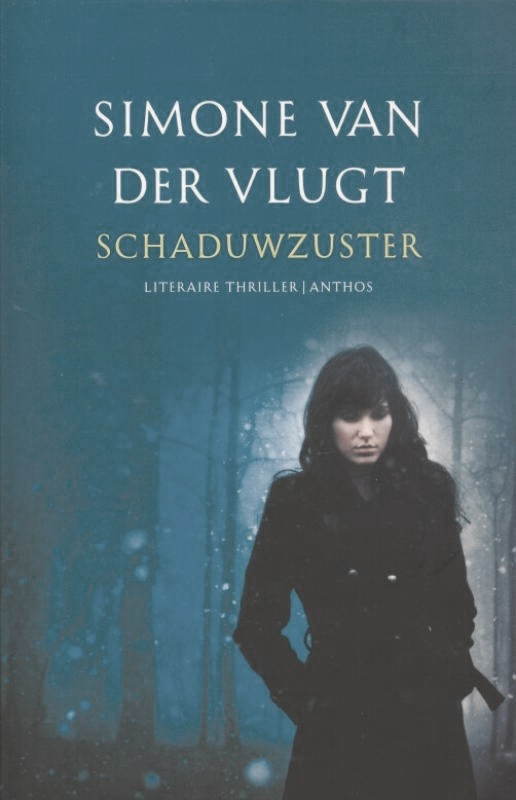 SIMONE VAN
DER VLUGT
SCHADUWZUSTER
LITERAIRE THRILLER | ANTHOS